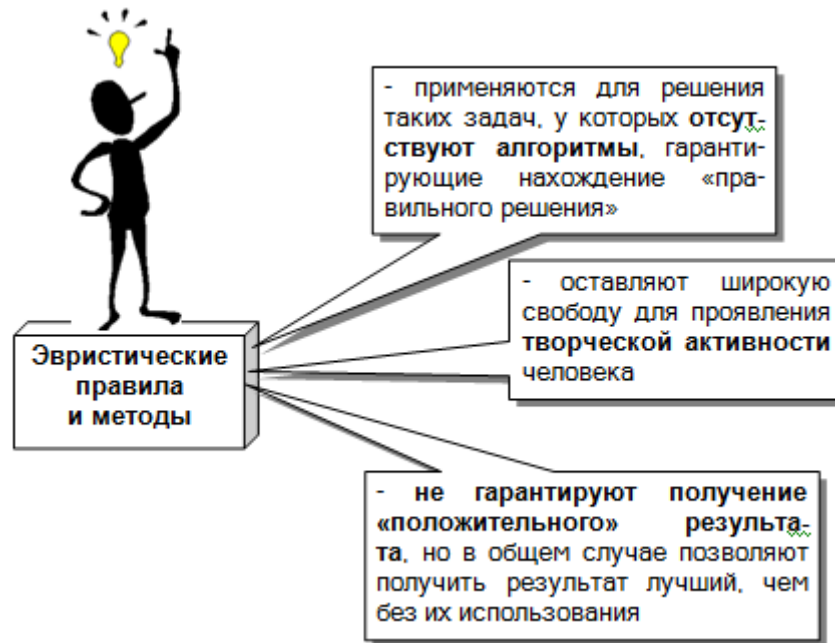 - применяются для решения
таких задач, у которых отсут-
ствуют алгоритмы, гаранти-
рующие нахождение «пра-
вильного решения»
- оставляют широкую
свободу для проявления
творческой активности
человека
Эвристические
правила
и методы
- не гарантируют получение
«положительного» результа-
та, но в общем случае позволяют
получить результат лучший, чем
без их использования